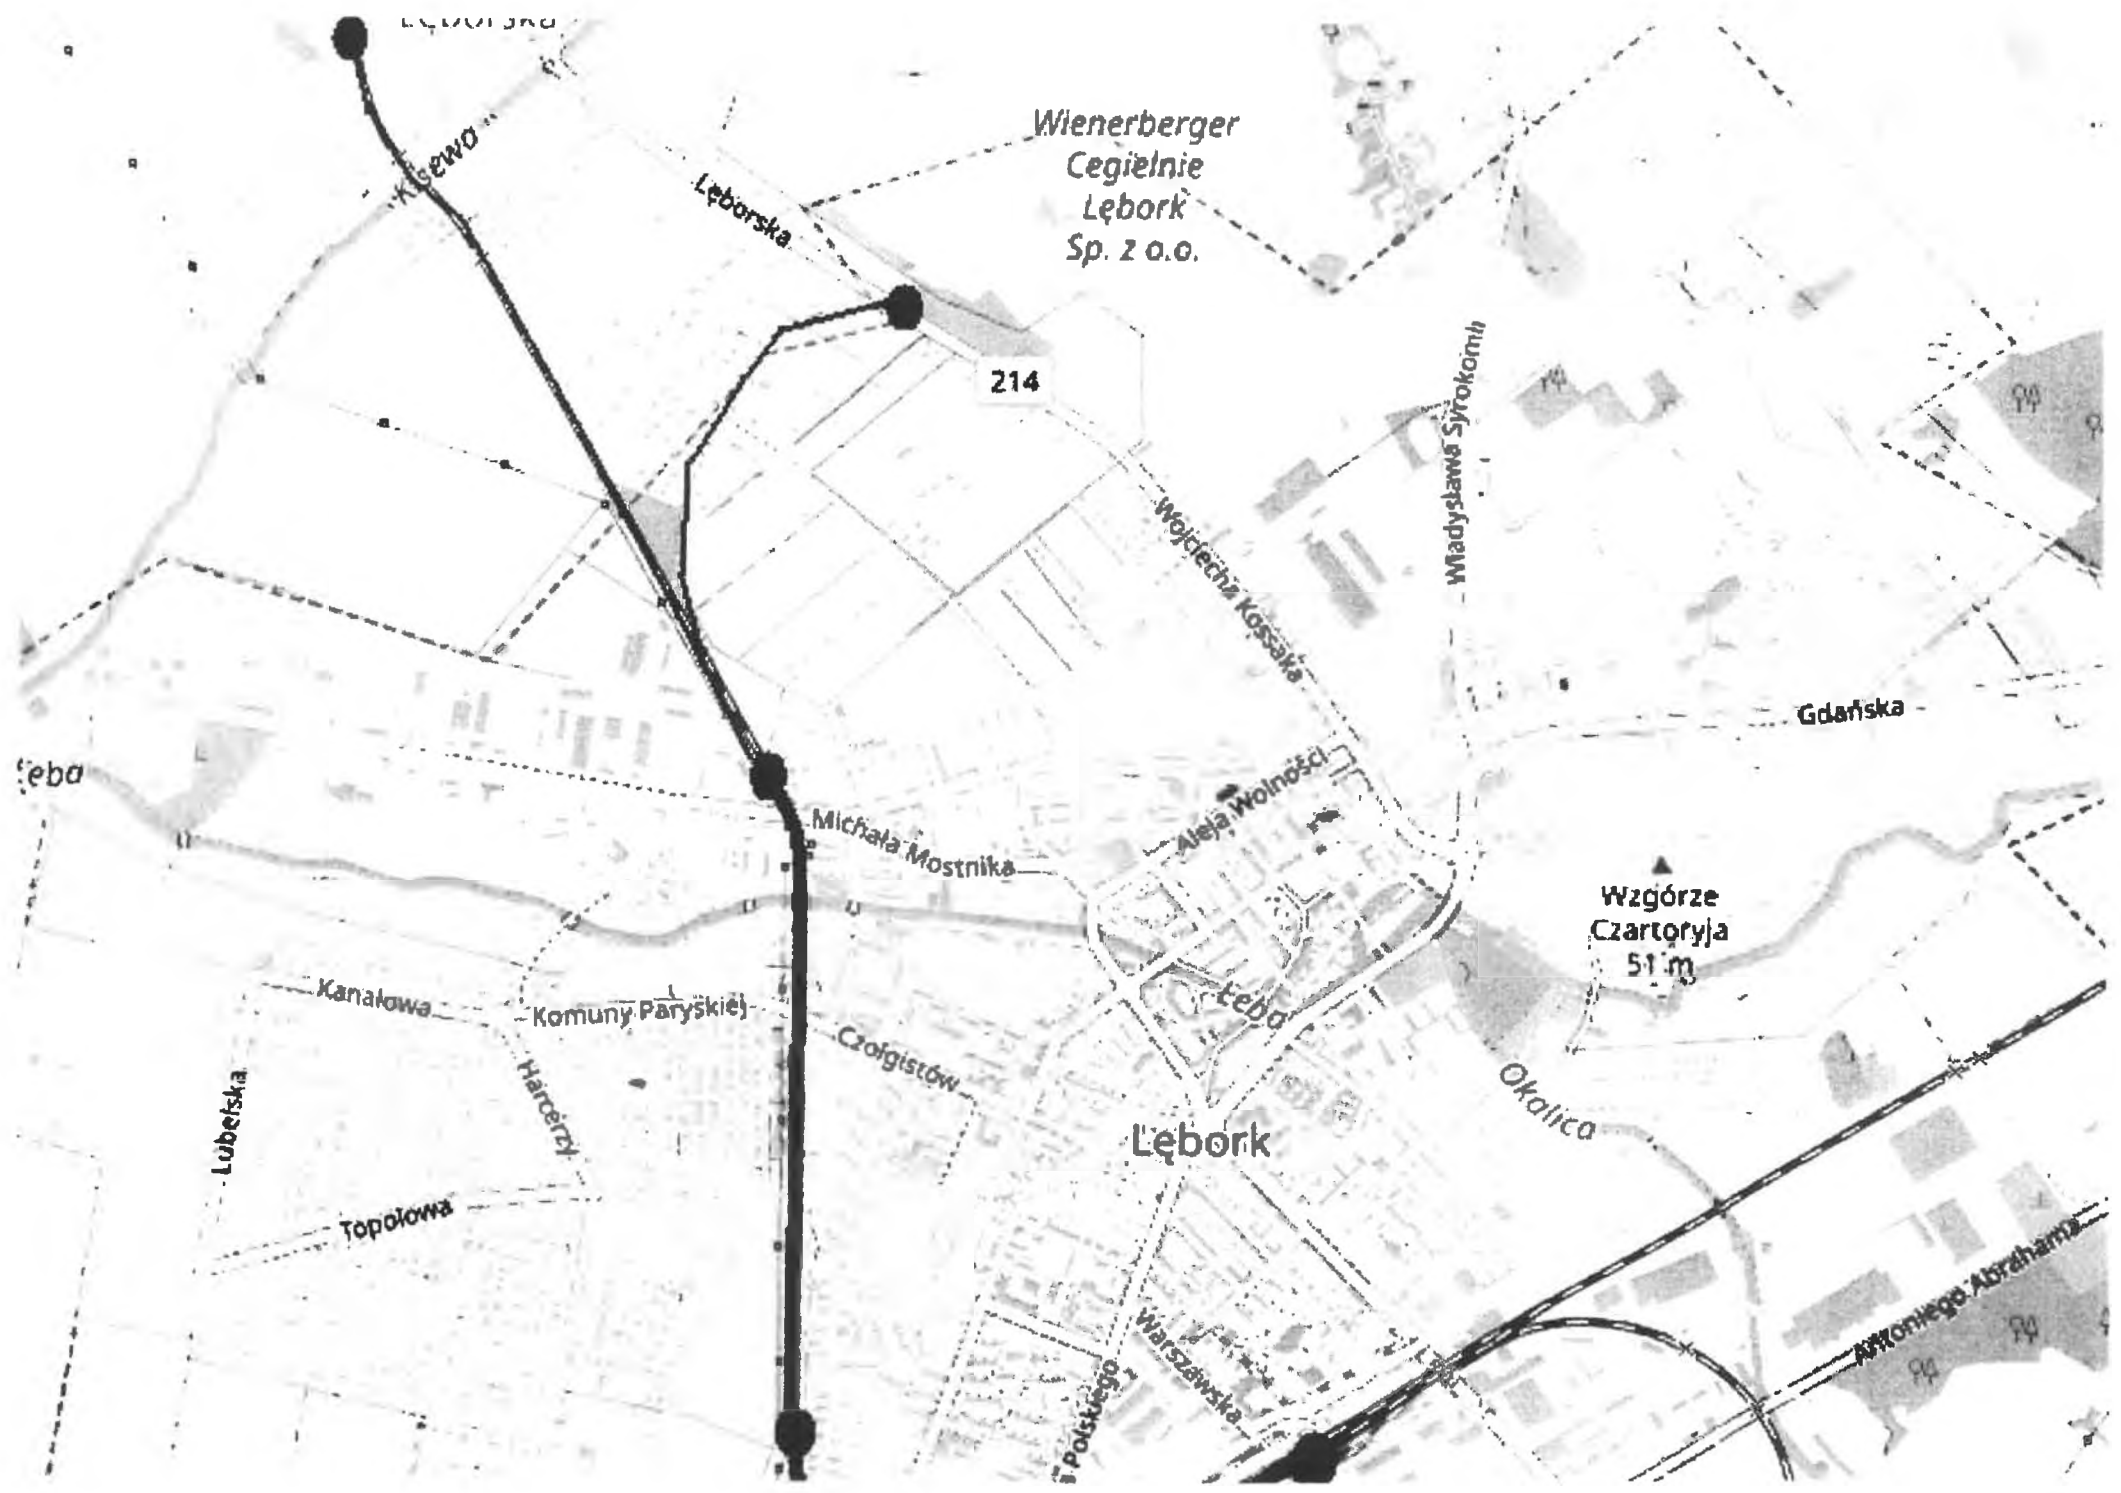 Wienerberger
Cegielnie
Lębork
Sp. z o.o.
Lęborska
214
Władysława Syrokomli
Wojciecha Kossaka
Gdańska
Aleja Wolności
Michała Mostnika
Wzgórze
Czartoryja
51 m
Kanałowa
Komuny Paryskiej
Łeba
Czołgistów
Harcerzy
Lubelska
Okalica
Lębork
Topolowa
Antoniego Abrahama
Warszawska
Polskiego